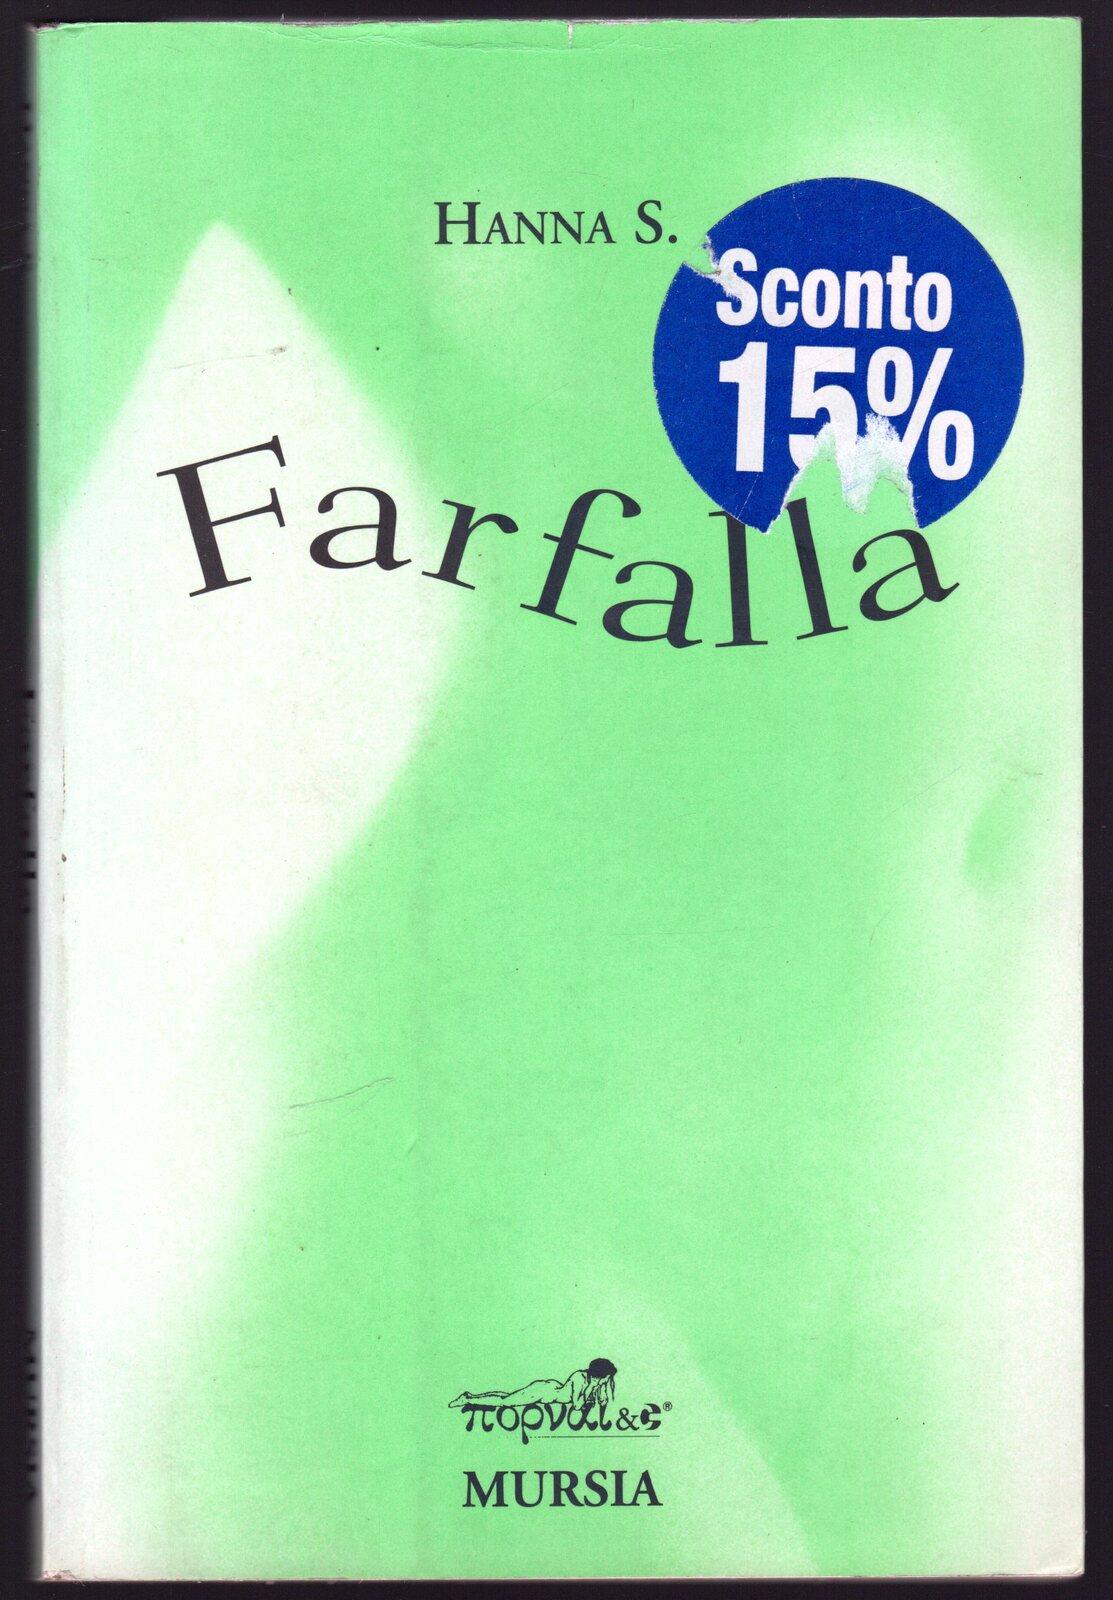 HANNA S.
Sconto
15%
Farfalla
πορναι&C®
MURSIA